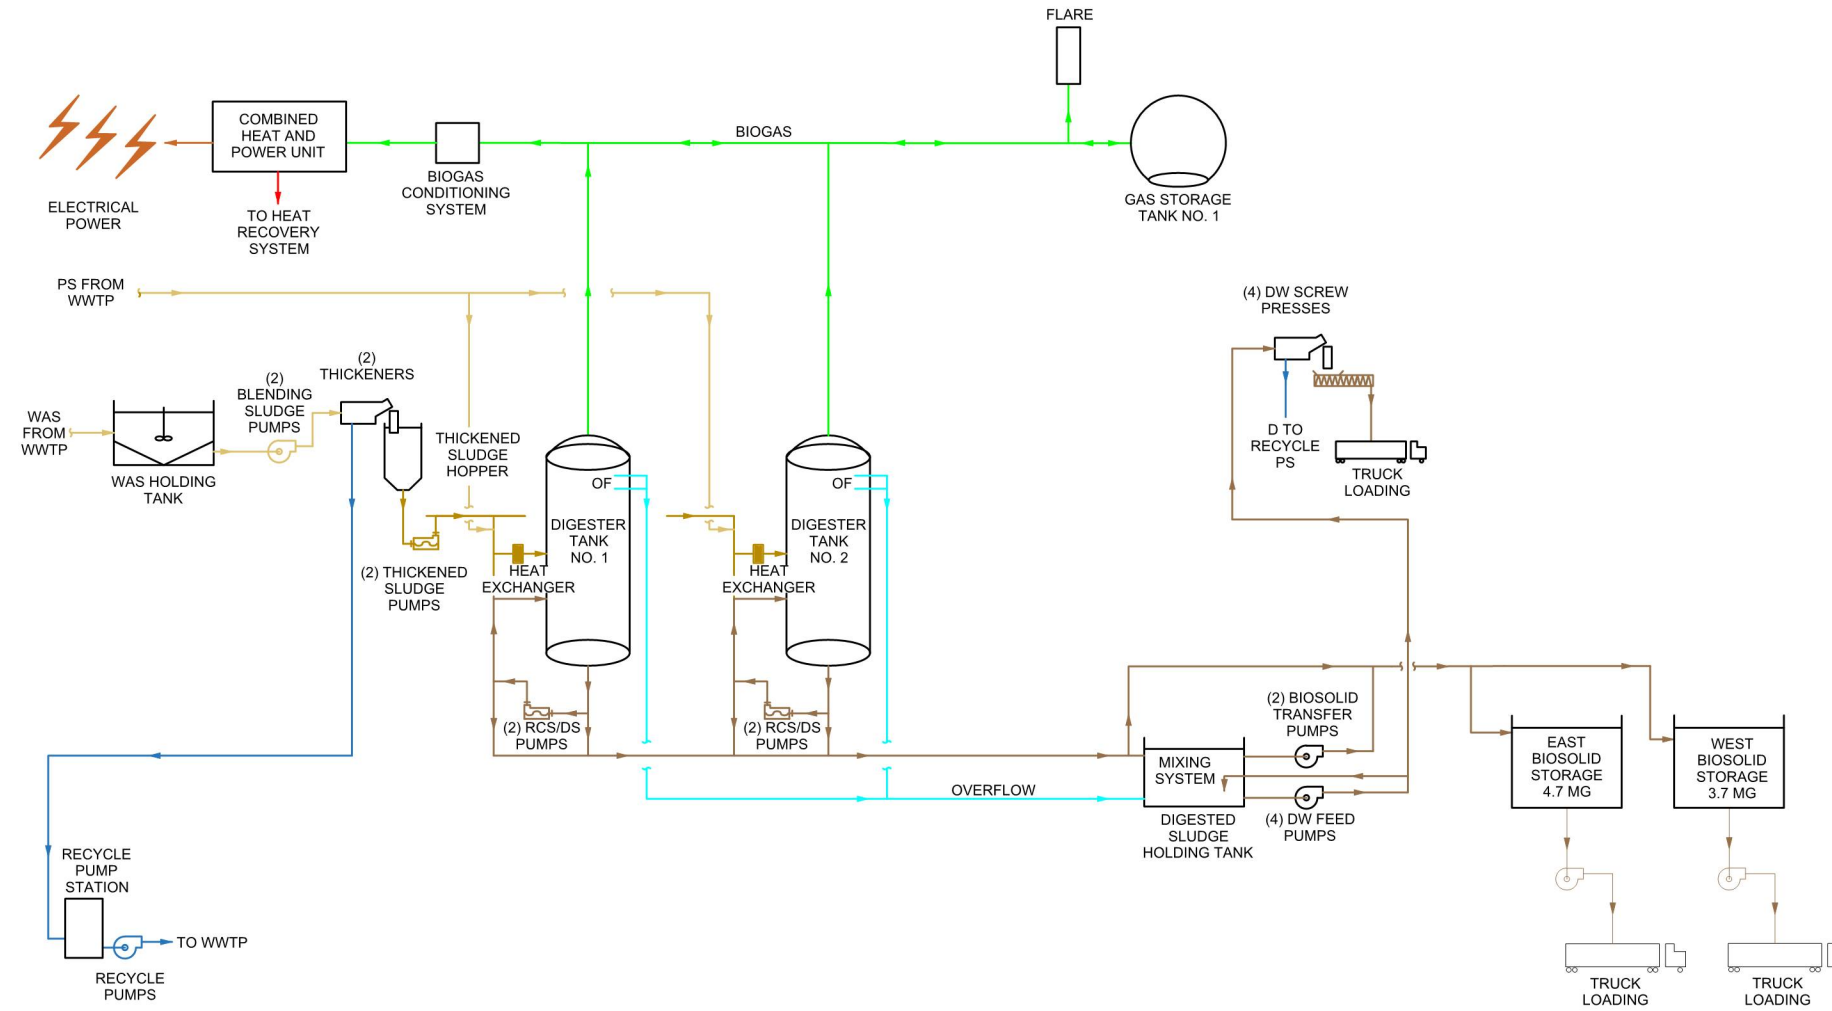 FLARE
COMBINED
HEAT AND
POWER UNIT
BIOGAS
BIOGAS
CONDITIONING
SYSTEM
ELECTRICAL
POWER
TO HEAT
RECOVERY
SYSTEM
GAS STORAGE
TANK NO. 1
PS FROM
WWTP
(4) DW SCREW
PRESSES
(2)
THICKENERS
(2)
BLENDING
SLUDGE
PUMPS
WAS
FROM
WWTP
WAS HOLDING
TANK
THICKENED
SLUDGE
HOPPER
(2) THICKENED
SLUDGE
PUMPS
OF
DIGESTER
TANK
NO. 1
HEAT
EXCHANGER
OF
DIGESTER
TANK
NO. 2
HEAT
EXCHANGER
D TO
RECYCLE
PS
TRUCK
LOADING
(2) RCS/DS
PUMPS
(2) RCS/DS
PUMPS
(2) BIOSOLID
TRANSFER
PUMPS
MIXING
SYSTEM
OVERFLOW
DIGESTED
SLUDGE
HOLDING TANK
(4) DW FEED
PUMPS
EAST
BIOSOLID
STORAGE
4.7 MG
WEST
BIOSOLID
STORAGE
3.7 MG
RECYCLE
PUMP
STATION
TO WWTP
RECYCLE
PUMPS
TRUCK
LOADING
TRUCK
LOADING